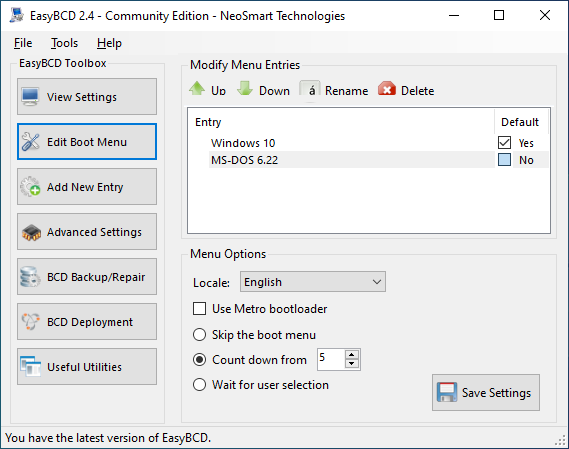 EasyBCD 2.4 - Community Edition - NeoSmart Technologies
File Tools Help
EasyBCD Toolbox
View Settings
Edit Boot Menu
Add New Entry
Advanced Settings
BCD Backup/Repair
BCD Deployment
Useful Utilities
Modify Menu Entries
Up Down á Rename Delete
Entry Default
Windows 10 Yes
MS-DOS 6.22 No
Menu Options
Locale: English
Use Metro bootloader
Skip the boot menu
Count down from 5
Wait for user selection
Save Settings
You have the latest version of EasyBCD.